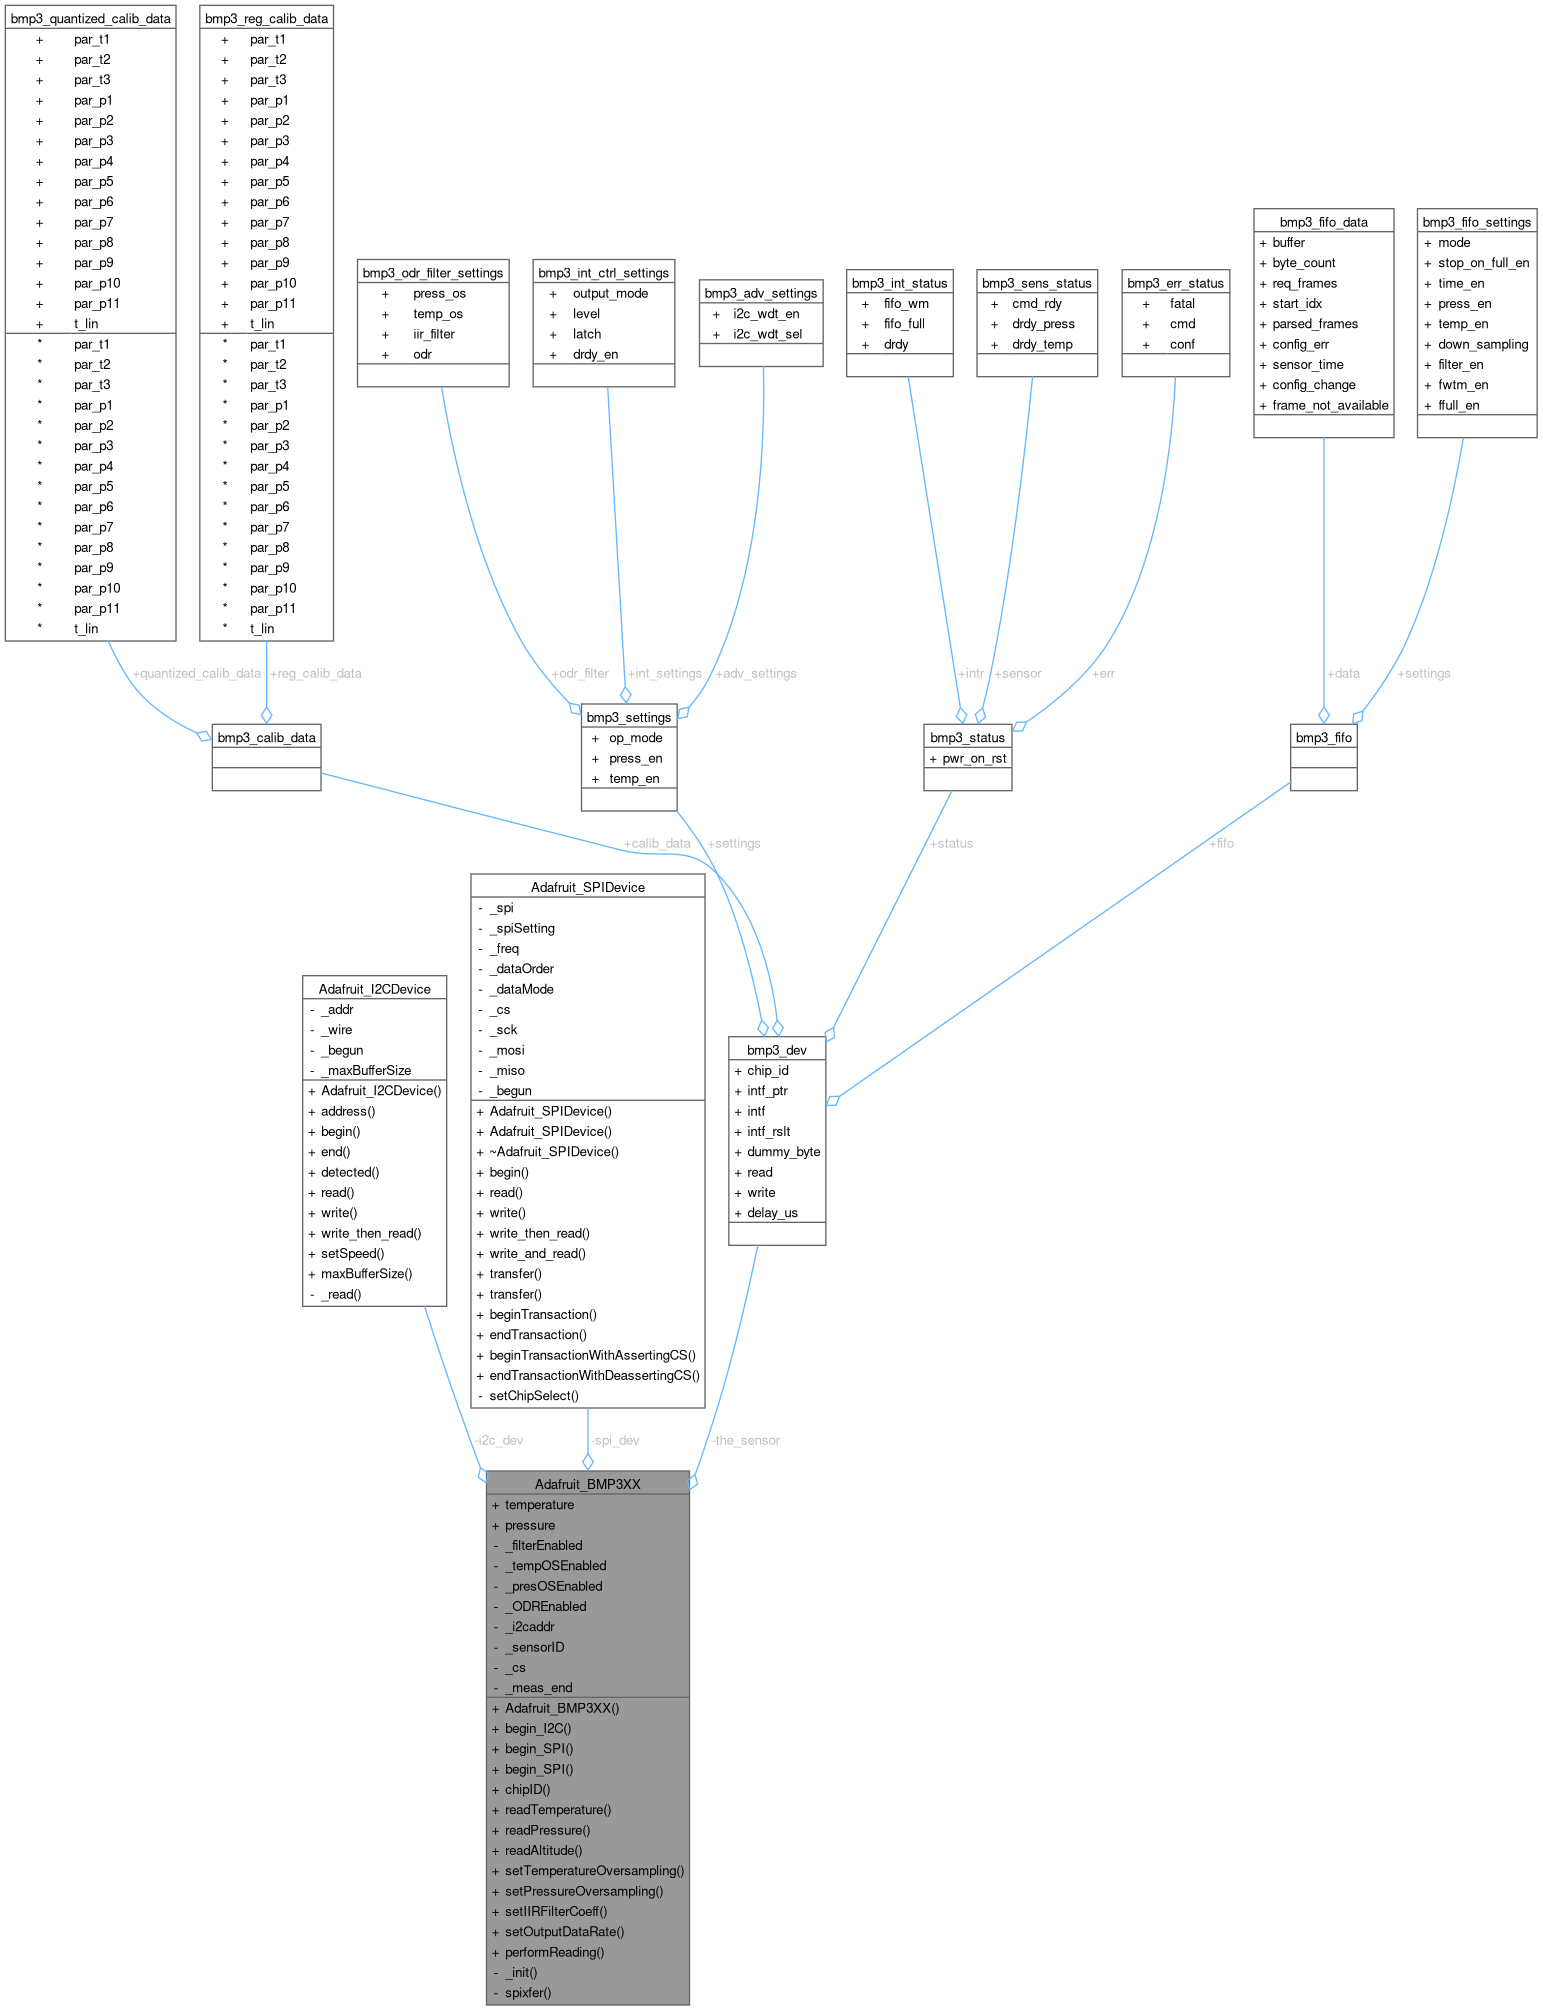 bmp3_quantized_calib_data
+ par_t1
+ par_t2
+ par_t3
+ par_p1
+ par_p2
+ par_p3
+ par_p4
+ par_p5
+ par_p6
+ par_p7
+ par_p8
+ par_p9
+ par_p10
+ par_p11
+ t_lin
* par_t1
* par_t2
* par_t3
* par_p1
* par_p2
* par_p3
* par_p4
* par_p5
* par_p6
* par_p7
* par_p8
* par_p9
* par_p10
* par_p11
* t_lin
bmp3_reg_calib_data
+ par_t1
+ par_t2
+ par_t3
+ par_p1
+ par_p2
+ par_p3
+ par_p4
+ par_p5
+ par_p6
+ par_p7
+ par_p8
+ par_p9
+ par_p10
+ par_p11
+ t_lin
* par_t1
* par_t2
* par_t3
* par_p1
* par_p2
* par_p3
* par_p4
* par_p5
* par_p6
* par_p7
* par_p8
* par_p9
* par_p10
* par_p11
* t_lin
bmp3_odr_filter_settings
+ press_os
+ temp_os
+ iir_filter
+ odr
bmp3_int_ctrl_settings
+ output_mode
+ level
+ latch
+ drdy_en
bmp3_adv_settings
+ i2c_wdt_en
+ i2c_wdt_sel
bmp3_int_status
+ fifo_wm
+ fifo_full
+ drdy
bmp3_sens_status
+ cmd_rdy
+ drdy_press
+ drdy_temp
bmp3_err_status
+ fatal
+ cmd
+ conf
bmp3_fifo_data
+ buffer
+ byte_count
+ req_frames
+ start_idx
+ parsed_frames
+ config_err
+ sensor_time
+ config_change
+ frame_not_available
bmp3_fifo_settings
+ mode
+ stop_on_full_en
+ time_en
+ press_en
+ temp_en
+ down_sampling
+ filter_en
+ fwtm_en
+ ffull_en
+quantized_calib_data
+reg_calib_data
+odr_filter
+int_settings
+adv_settings
+intr
+sensor
+err
+data
+settings
bmp3_calib_data
bmp3_settings
+ op_mode
+ press_en
+ temp_en
bmp3_status
+ pwr_on_rst
bmp3_fifo
+calib_data
+settings
+status
+fifo
Adafruit_I2CDevice
- _addr
- _wire
- _begun
- _maxBufferSize
+ Adafruit_I2CDevice()
+ address()
+ begin()
+ end()
+ detected()
+ read()
+ write()
+ write_then_read()
+ setSpeed()
+ maxBufferSize()
- _read()
Adafruit_SPIDevice
- _spi
- _spiSetting
- _freq
- _dataOrder
- _dataMode
- _cs
- _sck
- _mosi
- _miso
- _begun
+ Adafruit_SPIDevice()
+ Adafruit_SPIDevice()
+ ~Adafruit_SPIDevice()
+ begin()
+ read()
+ write()
+ write_then_read()
+ write_and_read()
+ transfer()
+ transfer()
+ beginTransaction()
+ endTransaction()
+ beginTransactionWithAssertingCS()
+ endTransactionWithDeassertingCS()
- setChipSelect()
bmp3_dev
+ chip_id
+ intf_ptr
+ intf
+ intf_rslt
+ dummy_byte
+ read
+ write
+ delay_us
-i2c_dev
-spi_dev
-the_sensor
Adafruit_BMP3XX
+ temperature
+ pressure
- _filterEnabled
- _tempOSEnabled
- _presOSEnabled
- _ODREnabled
- _i2caddr
- _sensorID
- _cs
- _meas_end
+ Adafruit_BMP3XX()
+ begin_I2C()
+ begin_SPI()
+ begin_SPI()
+ chipID()
+ readTemperature()
+ readPressure()
+ readAltitude()
+ setTemperatureOversampling()
+ setPressureOversampling()
+ setIIRFilterCoeff()
+ setOutputDataRate()
+ performReading()
- _init()
- spixfer()